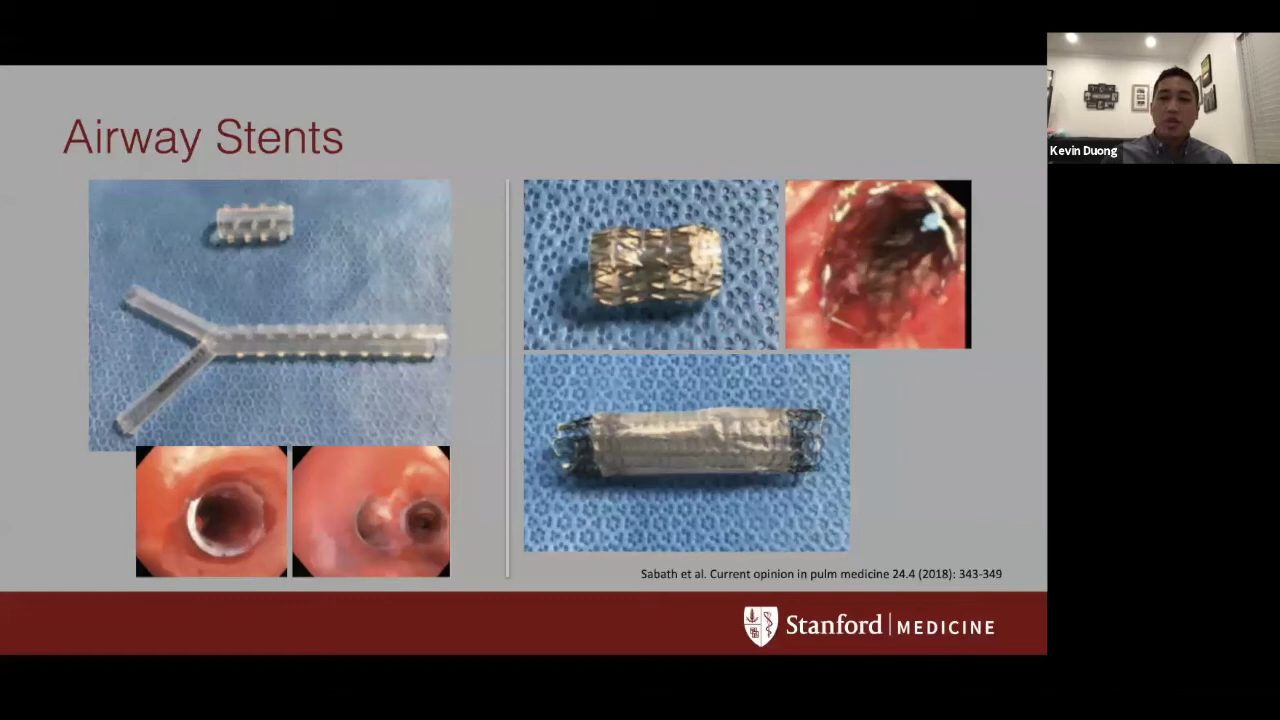 Airway Stents
Kevin Duong
Sabath et al. Current opinion in pulm medicine 24.4 (2018): 343-349
Stanford MEDICINE